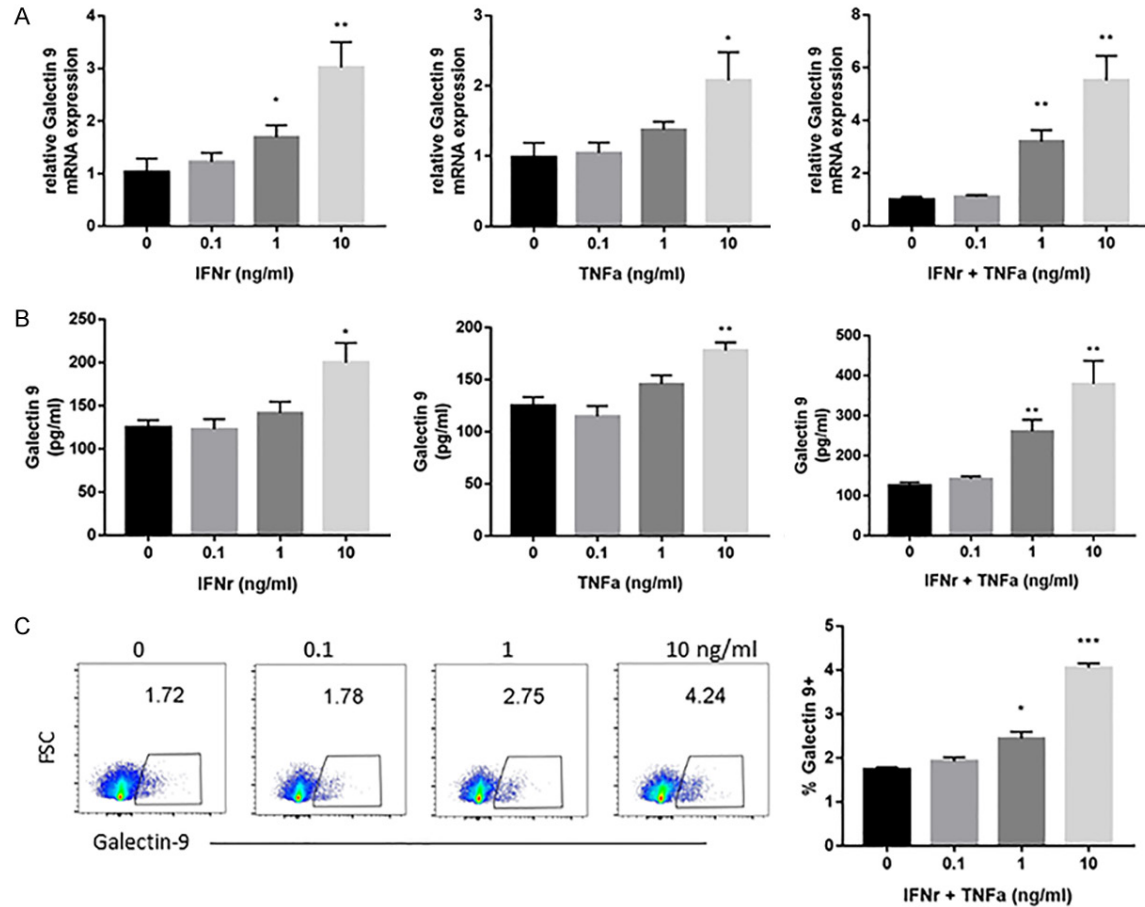 A
relative Galectin 9
mRNA expression
4
3
2
1
0
*
**
0 0.1 1 10
IFNr (ng/ml)
relative Galectin 9
mRNA expression
3
2
1
0
*
0 0.1 1 10
TNFa (ng/ml)
relative Galectin 9
mRNA expression
8
6
4
2
0
**
**
0 0.1 1 10
IFNr + TNFa (ng/ml)
B
Galectin 9
(pg/ml)
250
200
150
100
50
0
*
0 0.1 1 10
IFNr (ng/ml)
Galectin 9
(pg/ml)
200
150
100
50
0
**
0 0.1 1 10
TNFa (ng/ml)
Galectin 9
(pg/ml)
500
400
300
200
100
0
**
**
0 0.1 1 10
IFNr + TNFa (ng/ml)
C
0 0.1 1 10 ng/ml
1.72 1.78 2.75 4.24
FSC
Galectin-9
% Galectin 9+
5
4
3
2
1
0
*
***
0 0.1 1 10
IFNr + TNFa (ng/ml)